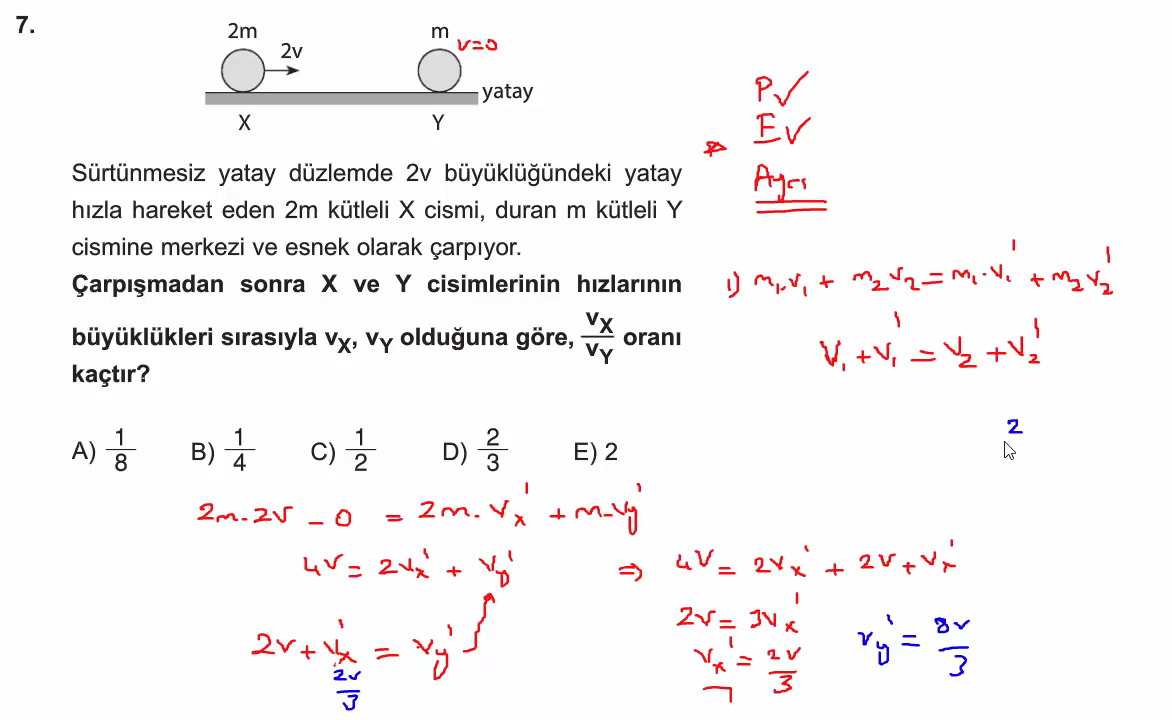 7.
2m
2v
m
v=0
yatay
X
Y
Sürtünmesiz yatay düzlemde 2v büyüklüğündeki yatay
hızla hareket eden 2m kütleli X cismi, duran m kütleli Y
cismine merkezi ve esnek olarak çarpıyor.
Çarpışmadan sonra X ve Y cisimlerinin hızlarının
büyüklükleri sırasıyla vX, vY olduğuna göre, vX/vY oranı
kaçtır?
A) 1/8 B) 1/4 C) 1/2 D) 2/3 E) 2
P✓
E✓
Aynı
1) m₁.v₁ + m₂v₂ = m₁.v₁' + m₂v₂'
v₁ + v₁' = v₂ + v₂'
2
2m.2v - 0 = 2m.vx' + m.vy'
4v = 2vx' + vy'
2v + vx' = vy'
2v/3
⇒ 4v = 2vx' + 2v + vx'
2v = 3vx'
vx' = 2v/3
vy' = 8v/3